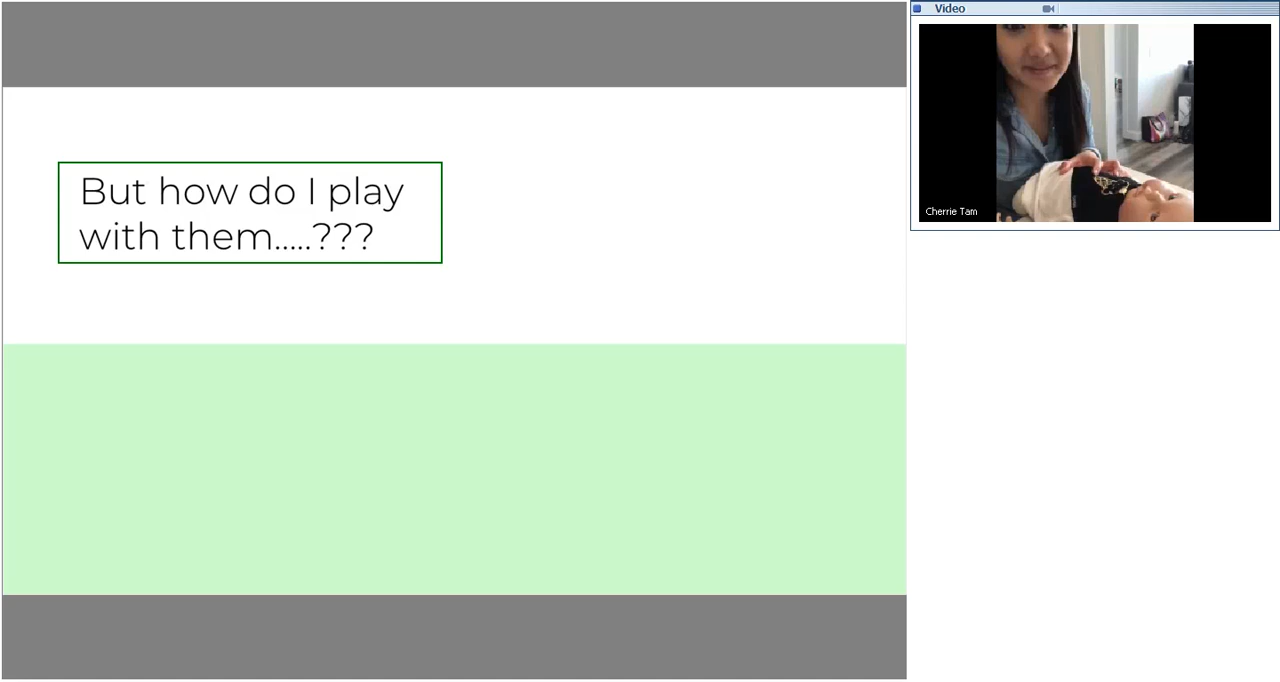 But how do I play
with them.....???
Video
Cherrie Tam